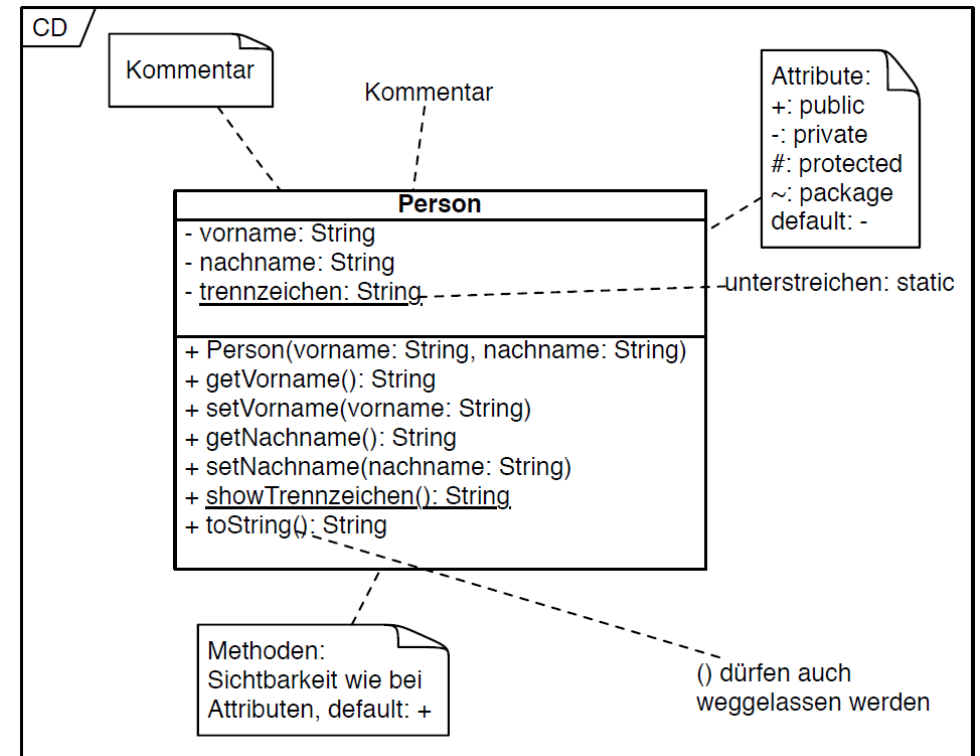 CD
Kommentar
Kommentar
Attribute:
+: public
-: private
#: protected
~: package
default: -
Person
- vorname: String
- nachname: String
- trennzeichen: String
unterstreichen: static
+ Person(vorname: String, nachname: String)
+ getVorname(): String
+ setVorname(vorname: String)
+ getNachname(): String
+ setNachname(nachname: String)
+ showTrennzeichen(): String
+ toString(): String
Methoden:
Sichtbarkeit wie bei
Attributen, default: +
() dürfen auch
weggelassen werden